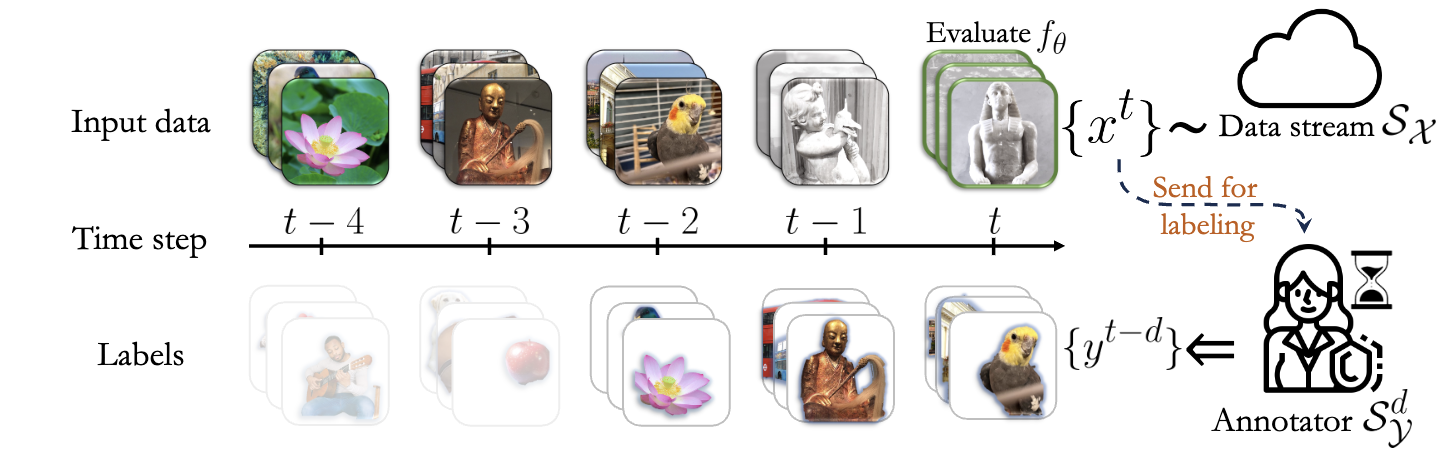 Evaluate $f_\theta$
Input data
$\{x^t\} \sim$ Data stream $\mathcal{S}_\mathcal{X}$
Send for
labeling
Time step
$t-4$
$t-3$
$t-2$
$t-1$
$t$
Labels
$\{y^{t-d}\} \Leftarrow$
Annotator $\mathcal{S}_\mathcal{Y}^d$